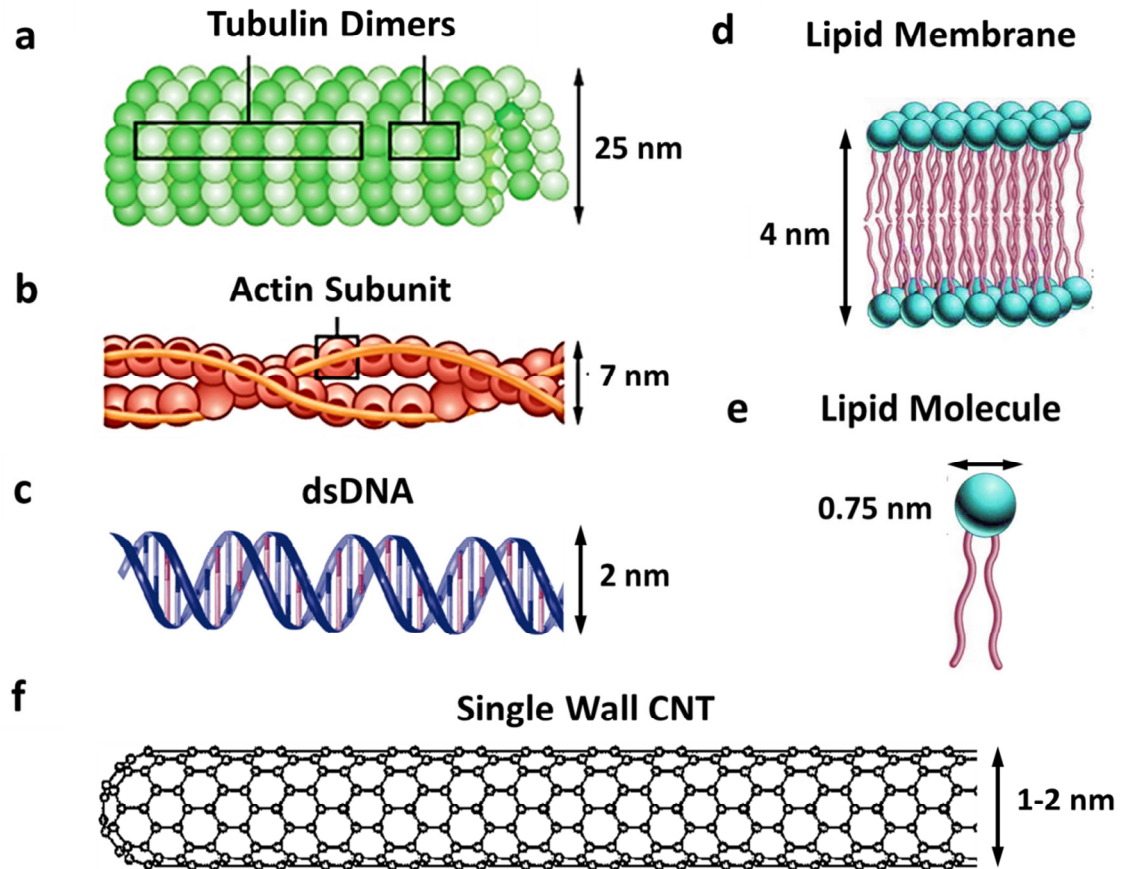 a
Tubulin Dimers
25 nm
b
Actin Subunit
7 nm
c
dsDNA
2 nm
d
Lipid Membrane
4 nm
e
Lipid Molecule
0.75 nm
f
Single Wall CNT
1-2 nm